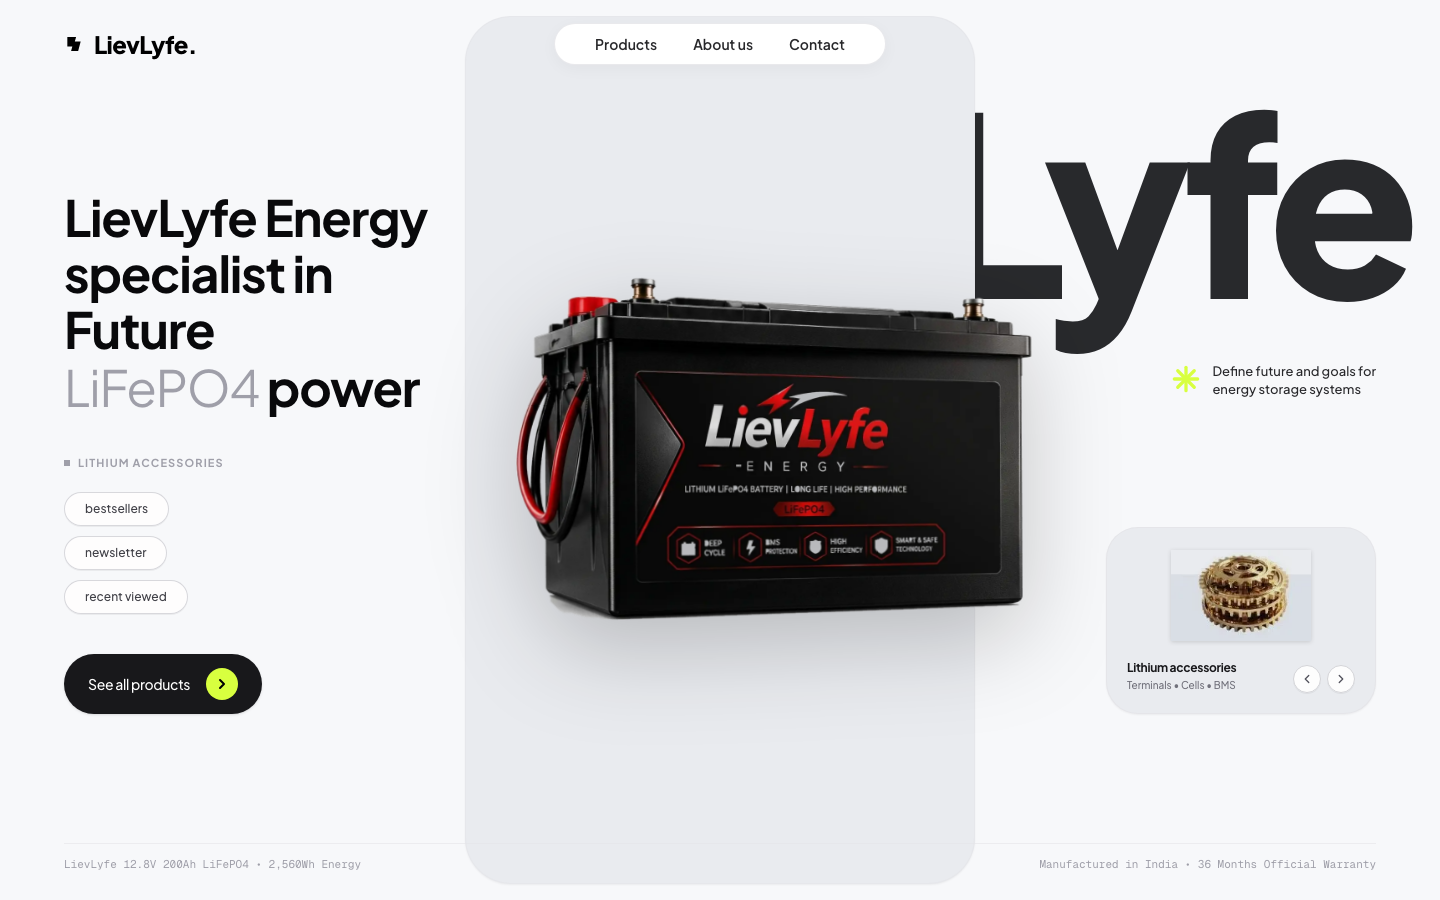 LievLyfe.
Products
About us
Contact
Lyfe
LievLyfe Energy
specialist in
Future
LiFePO4 power
Define future and goals for
energy storage systems
LITHIUM ACCESSORIES
bestsellers
newsletter
recent viewed
See all products
LievLyfe
ENERGY
LITHIUM LiFePO4 BATTERY | LONG LIFE | HIGH PERFORMANCE
LiFePO4
DEEP
CYCLE
BMS
PROTECTION
HIGH
EFFICIENCY
SMART & SAFE
TECHNOLOGY
Lithium accessories
Terminals • Cells • BMS
LievLyfe 12.8V 200Ah LiFePO4 • 2,560Wh Energy
Manufactured in India • 36 Months Official Warranty